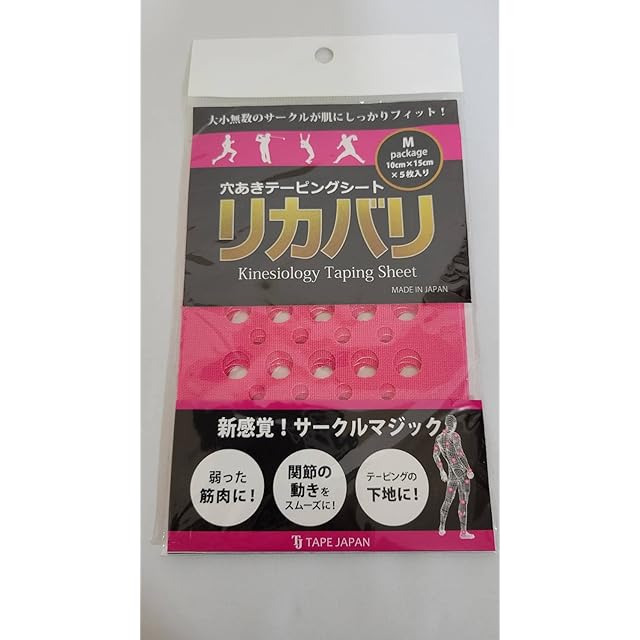 大小無数のサークルが肌にしっかりフィット！
M
package
10cm×15cm
×５枚入り
穴あきテーピングシート
リカバリ
Kinesiology Taping Sheet
MADE IN JAPAN
新感覚！サークルマジック
弱った
筋肉に！
関節の
動きを
スムーズに！
テーピングの
下地に！
TJ TAPE JAPAN